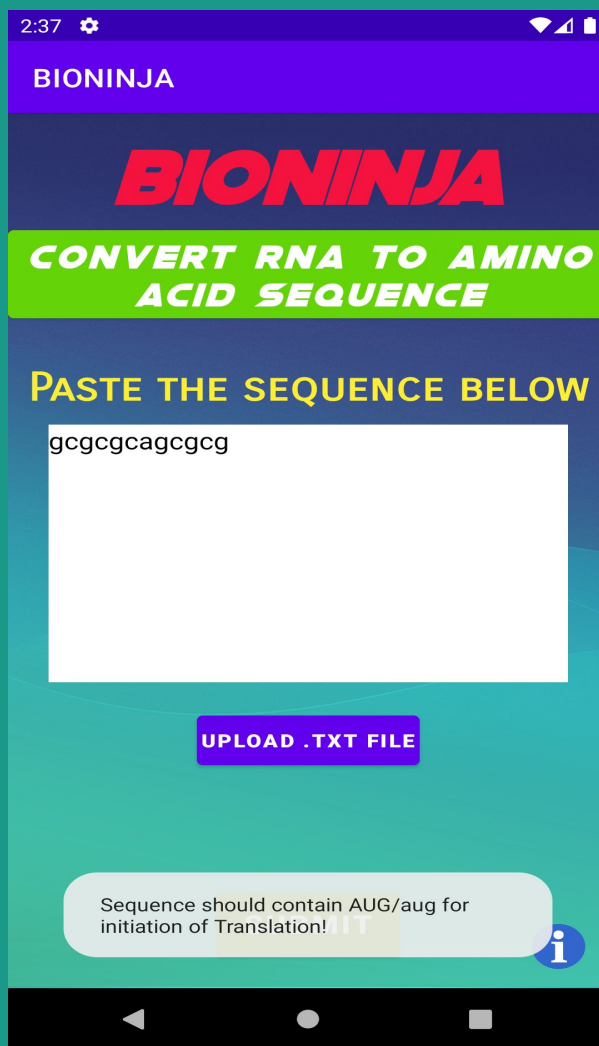 2:37
BIONINJA
BIONINJA
CONVERT RNA TO AMINO
ACID SEQUENCE
PASTE THE SEQUENCE BELOW
gcgcgcagcgcg
UPLOAD .TXT FILE
Sequence should contain AUG/aug for
initiation of Translation!
SUBMIT
i